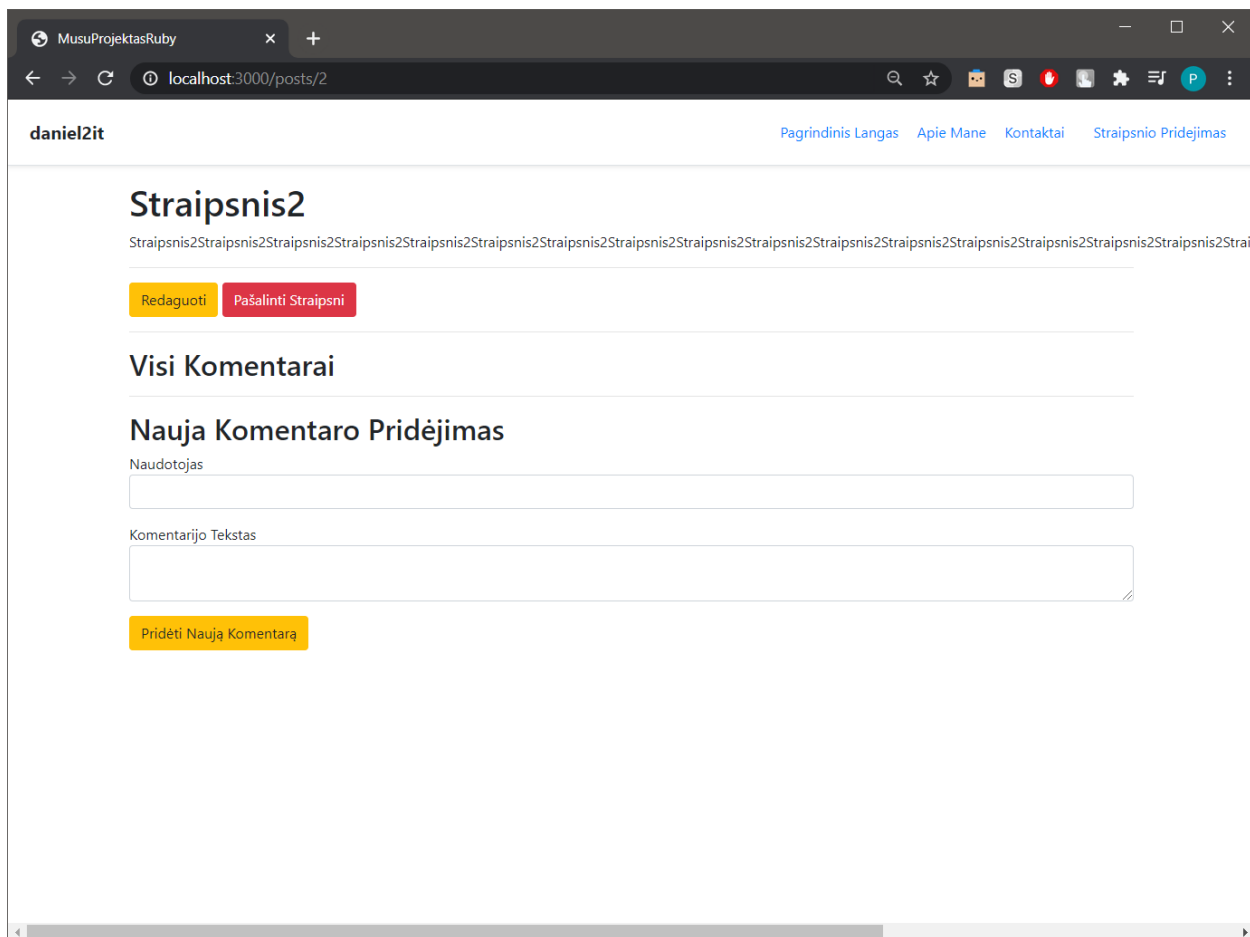 MusuProjektasRuby
localhost:3000/posts/2
S
P
daniel2it
Pagrindinis Langas Apie Mane Kontaktai Straipsnio Pridejimas
Straipsnis2
Straipsnis2Straipsnis2Straipsnis2Straipsnis2Straipsnis2Straipsnis2Straipsnis2Straipsnis2Straipsnis2Straipsnis2Straipsnis2Straipsnis2Straipsnis2Straipsnis2Straipsnis2Straipsnis2Strai
Redaguoti Pašalinti Straipsni
Visi Komentarai
Nauja Komentaro Pridėjimas
Naudotojas
Komentarijo Tekstas
Pridėti Naują Komentarą